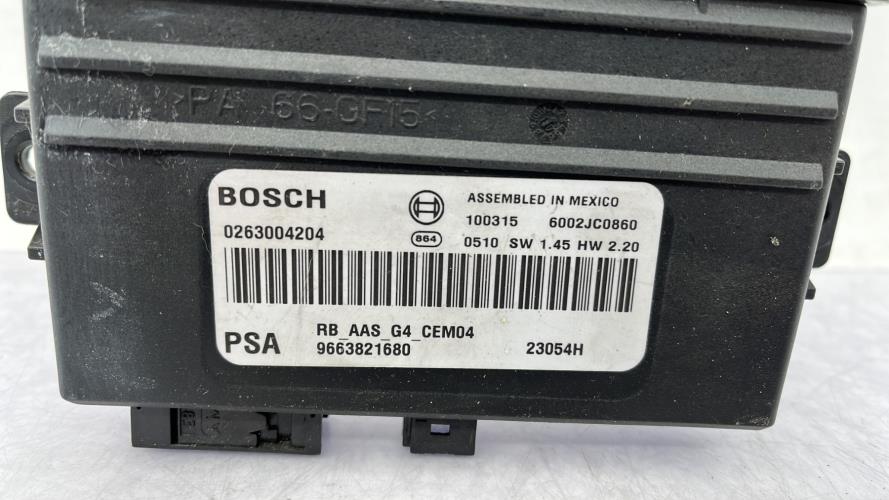 >PA 66-GF15<
BOSCH
ASSEMBLED IN MEXICO
100315 6002JC0860
0263004204
864 0510 SW 1.45 HW 2.20
PSA
RB_AAS_G4_CEM04
9663821680 23054H